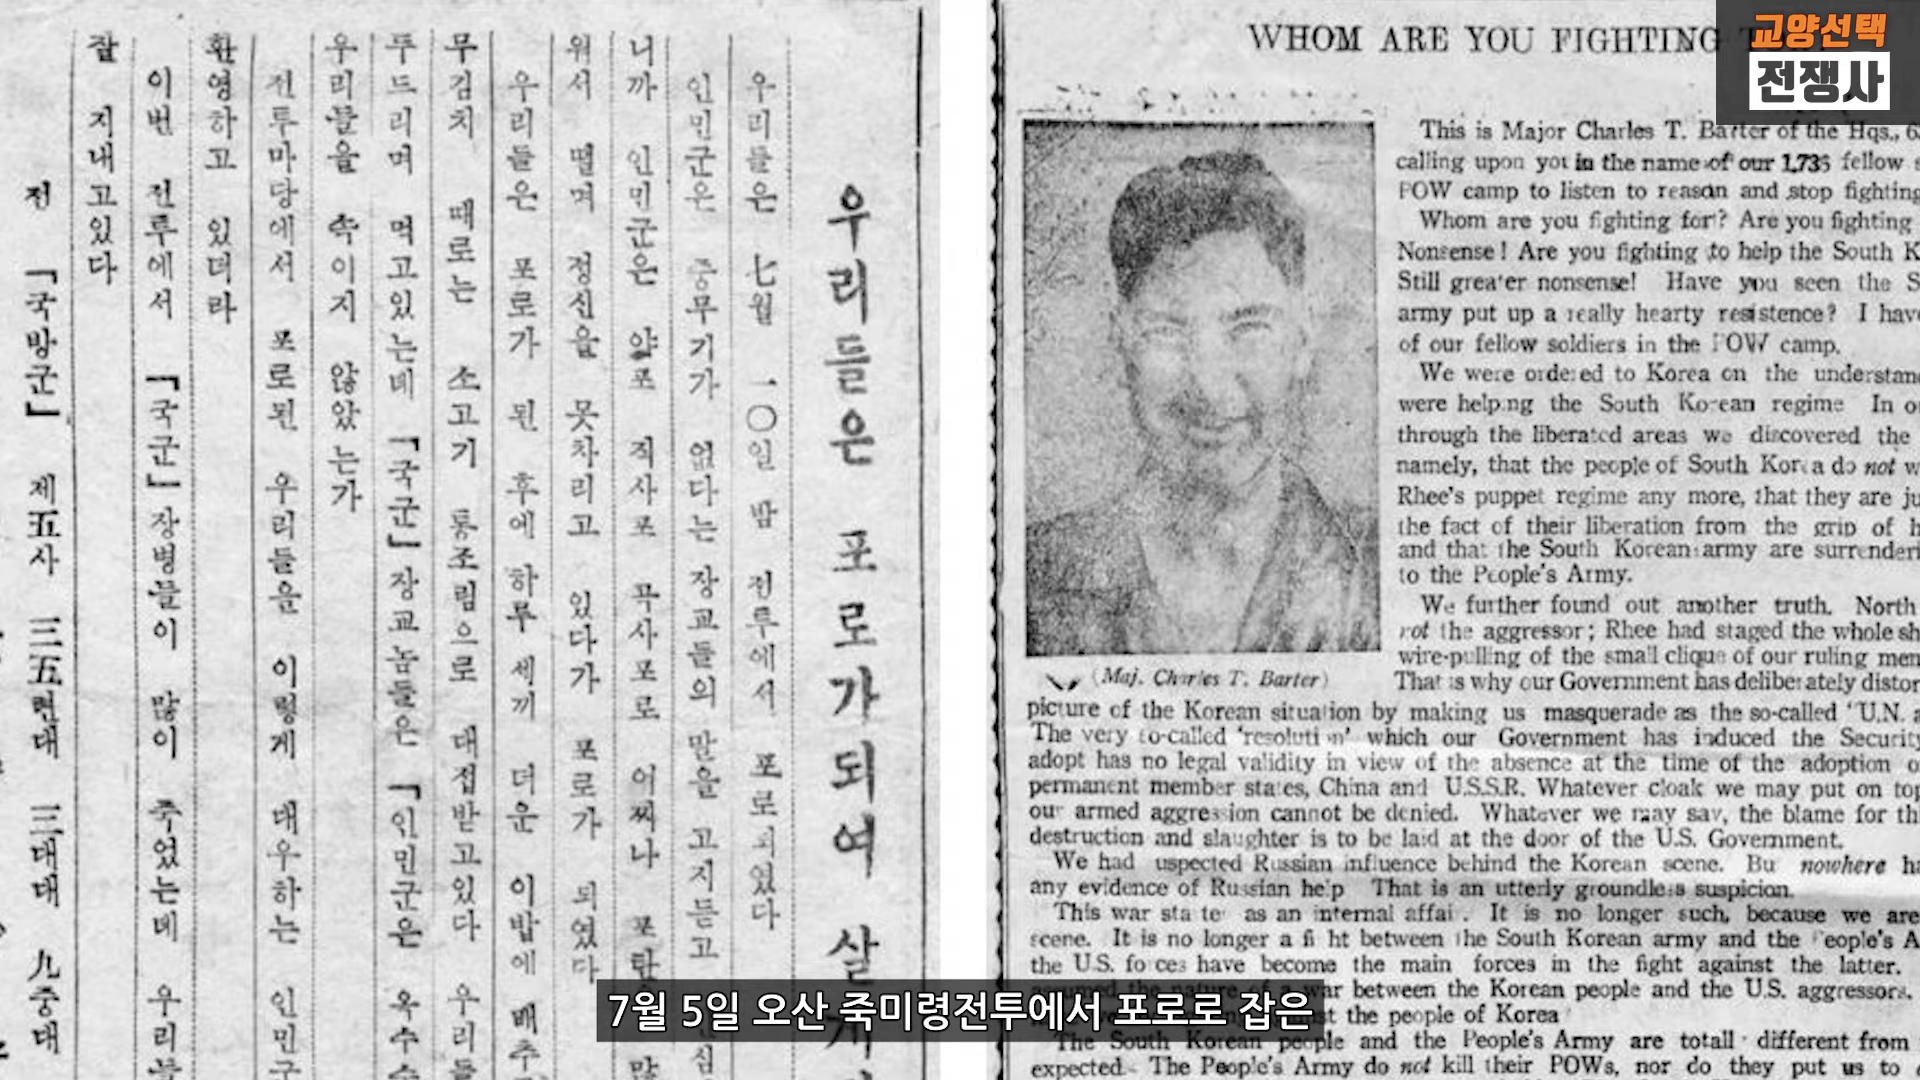 교양선택
전쟁사
우리들은 포로가되여 살
우리들은 七월 一〇일 밤 전투에서 포로되였다
인민군은 중무기가 없다는 장교들의 말을 고지듣고
니까 인민군은 직사포 곡사포로 어찌나
워서 떨며 정신을 못차리고 있다가 포로가 되였다
우리들은 포로가 된 후에 하루 세끼 더운 이밥에 배추
무김치 때로는 소고기 통조림으로 대접받고있다 우리들
두드리며 먹고있는데 「국군」장교놈들은 「인민군은 옥수수
우리들을 속이지 않았는가
전투마당에서 포로된 우리들을 이렇게 대우하는 인민군
환영하고 있더라
이번 전투에서 「국군」장병들이 많이 죽었는데 우리들
잘 지내고있다
전 「국방군」 제五사 三五련대 三대대 九중대
WHOM ARE YOU FIGHTING
This is Major Charles T. Barter of the Hqs.,
calling upon you in the name of our 1,735 fellow
POW camp to listen to reason and stop fighting
Whom are you fighting for? Are you fighting
Nonsense! Are you fighting to help the South
Still greater nonsense! Have you seen the
army put up a really hearty resistence? I have
of our fellow soldiers in the POW camp.
We were ordered to Korea on the
were helping the South Korean regime In
through the liberated areas we discovered the
namely, that the people of South Korea do not
Rhee's puppet regime any more, that they are
the fact of their liberation from the grip of
and that the South Korean army are
to the People's Army.
We further found out another truth. North
not the aggressor; Rhee had staged the whole
wire-pulling of the small clique of our ruling
That is why our Government has deliberately
(Maj. Charles T. Barter)
picture of the Korean situation by making us masquerade as the so-called 'U.N.
The very so-called 'resolution' which our Government has induced the Security
adopt has no legal validity in view of the absence at the time of the adoption
permanent member states, China and U.S.S.R. Whatever cloak we may put on
our armed aggression cannot be denied. Whatever we may say, the blame for
destruction and slaughter is to be laid at the door of the U.S. Government.
We had uspected Russian influence behind the Korean scene. But nowhere
any evidence of Russian help That is an utterly groundless suspicion.
This war as an internal affair. It is no longer such, because we are
scene. It is no longer a fight between the South Korean army and the People's
the U.S. forces have become the main forces in the fight against the latter.
assumed the nature of a war between the Korean people and the U.S. aggressors.
the people of Korea
The South Korean people and the People's Army are totall different from
expected. The People's Army do not kill their POWs, nor do they put us to
7월 5일 오산 죽미령전투에서 포로로 잡은